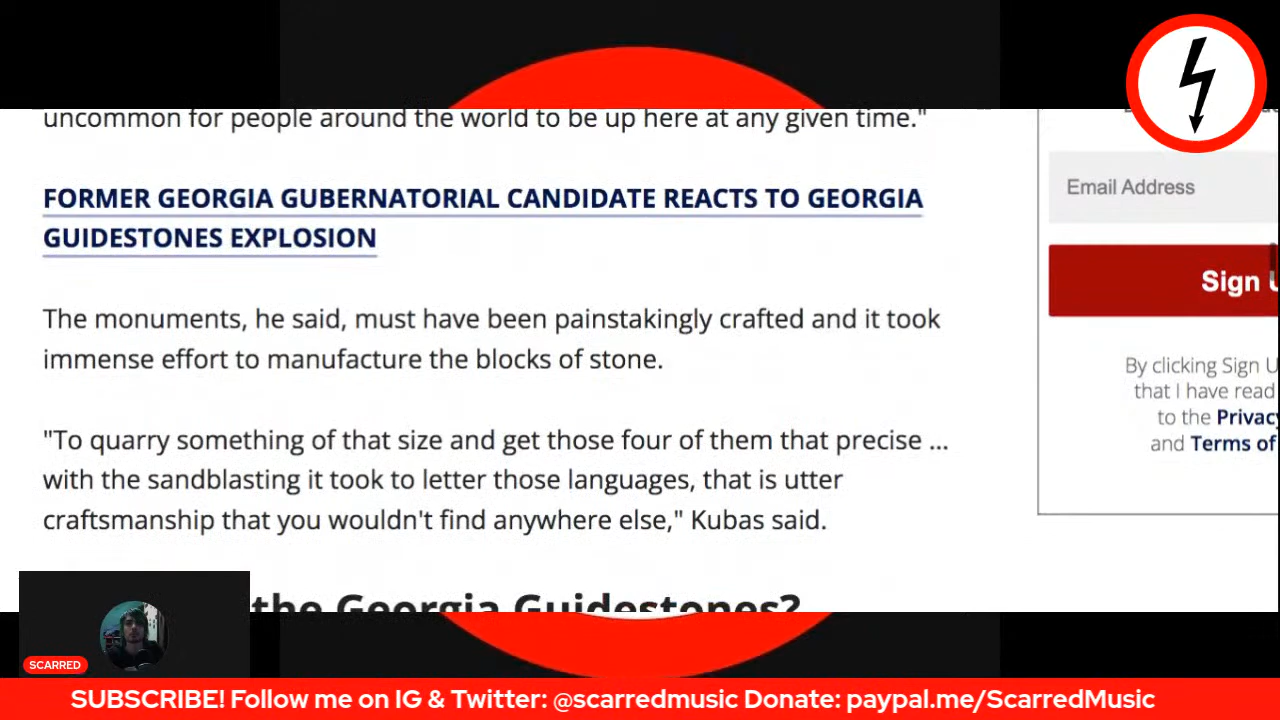 uncommon for people around the world to be up here at any given time."
FORMER GEORGIA GUBERNATORIAL CANDIDATE REACTS TO GEORGIA
GUIDESTONES EXPLOSION
The monuments, he said, must have been painstakingly crafted and it took
immense effort to manufacture the blocks of stone.
"To quarry something of that size and get those four of them that precise ...
with the sandblasting it took to letter those languages, that is utter
craftsmanship that you wouldn't find anywhere else," Kubas said.
the Georgia Guidestones?
Email Address
Sign
By clicking Sign
that I have read
to the Privacy
and Terms of
SCARRED
SUBSCRIBE! Follow me on IG & Twitter: @scarredmusic Donate: paypal.me/ScarredMusic